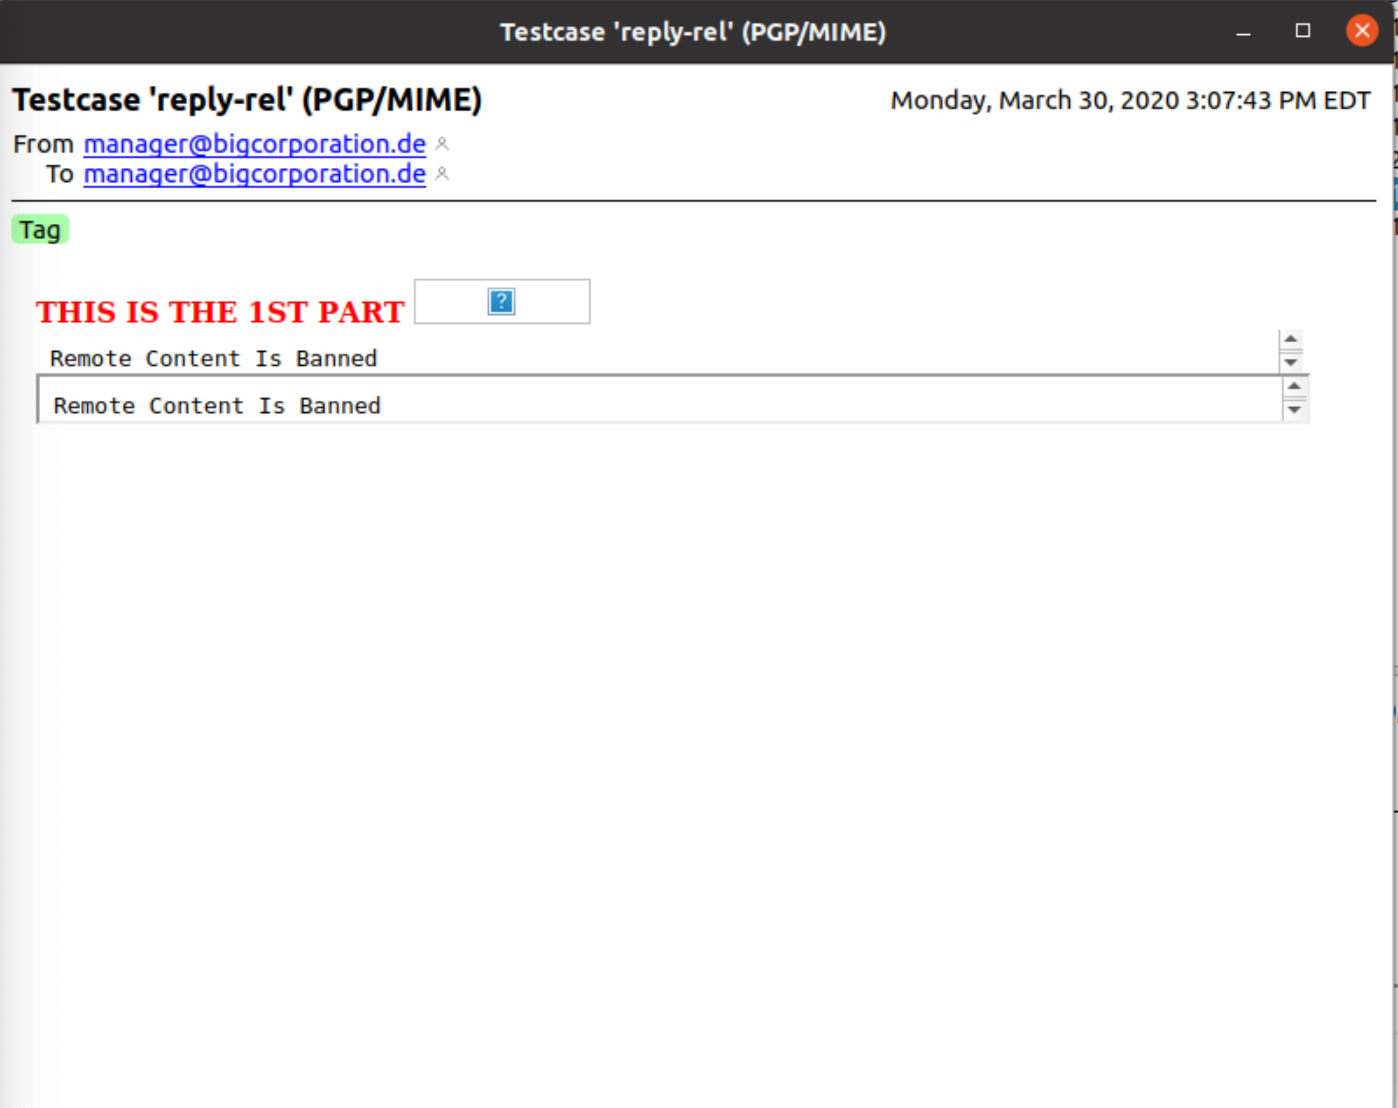 Testcase 'reply-rel' (PGP/MIME)
Testcase 'reply-rel' (PGP/MIME) Monday, March 30, 2020 3:07:43 PM EDT
From manager@bigcorporation.de
To manager@bigcorporation.de
Tag
THIS IS THE 1ST PART
Remote Content Is Banned
Remote Content Is Banned